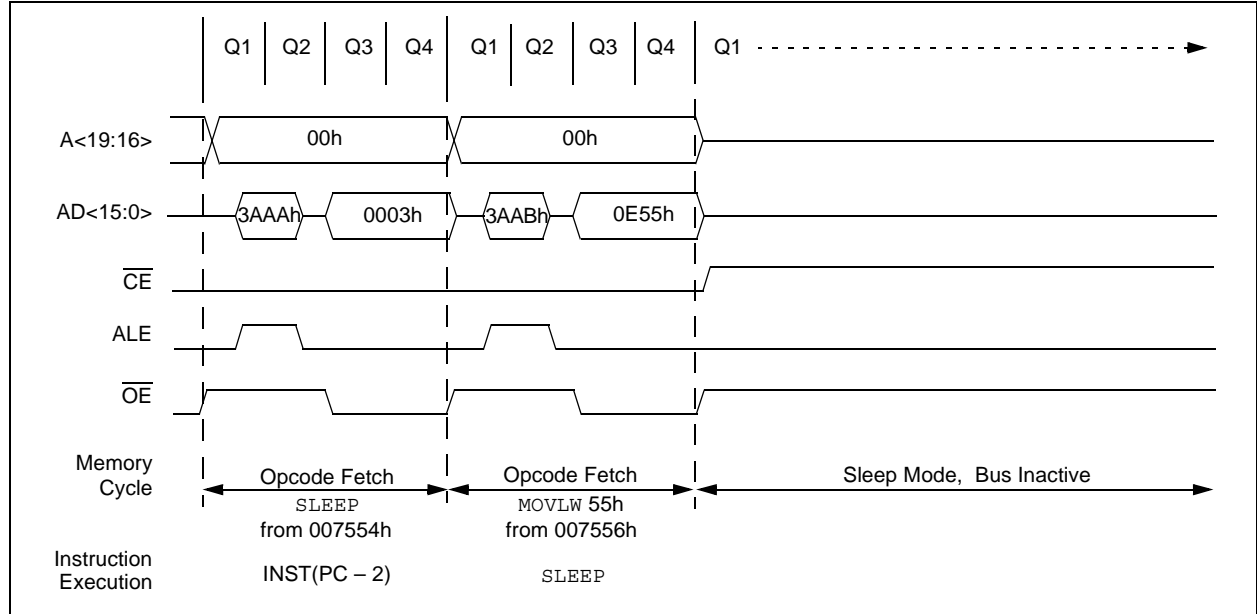 Q1 Q2 Q3 Q4 Q1 Q2 Q3 Q4 Q1
A<19:16> 00h 00h
AD<15:0> 3AAAh 0003h 3AABh 0E55h
CE
ALE
OE
Memory
Cycle
Opcode Fetch
SLEEP
from 007554h
Opcode Fetch
MOVLW 55h
from 007556h
Sleep Mode, Bus Inactive
Instruction
Execution
INST(PC – 2)
SLEEP